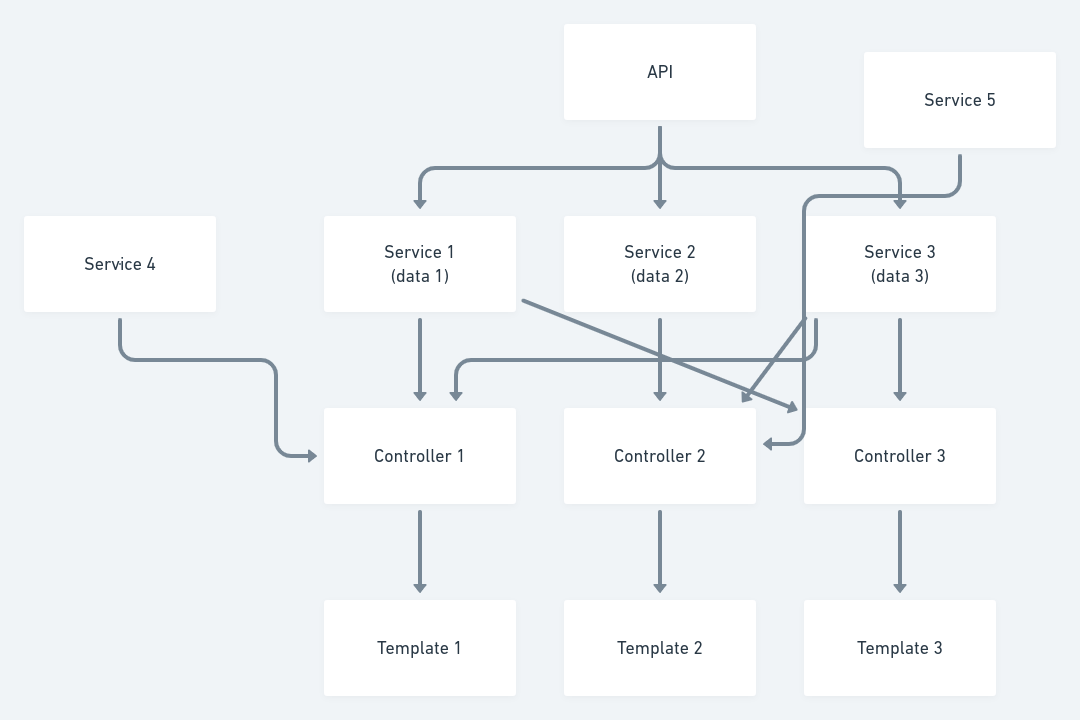 API
Service 5
Service 4
Service 1
(data 1)
Service 2
(data 2)
Service 3
(data 3)
Controller 1
Controller 2
Controller 3
Template 1
Template 2
Template 3